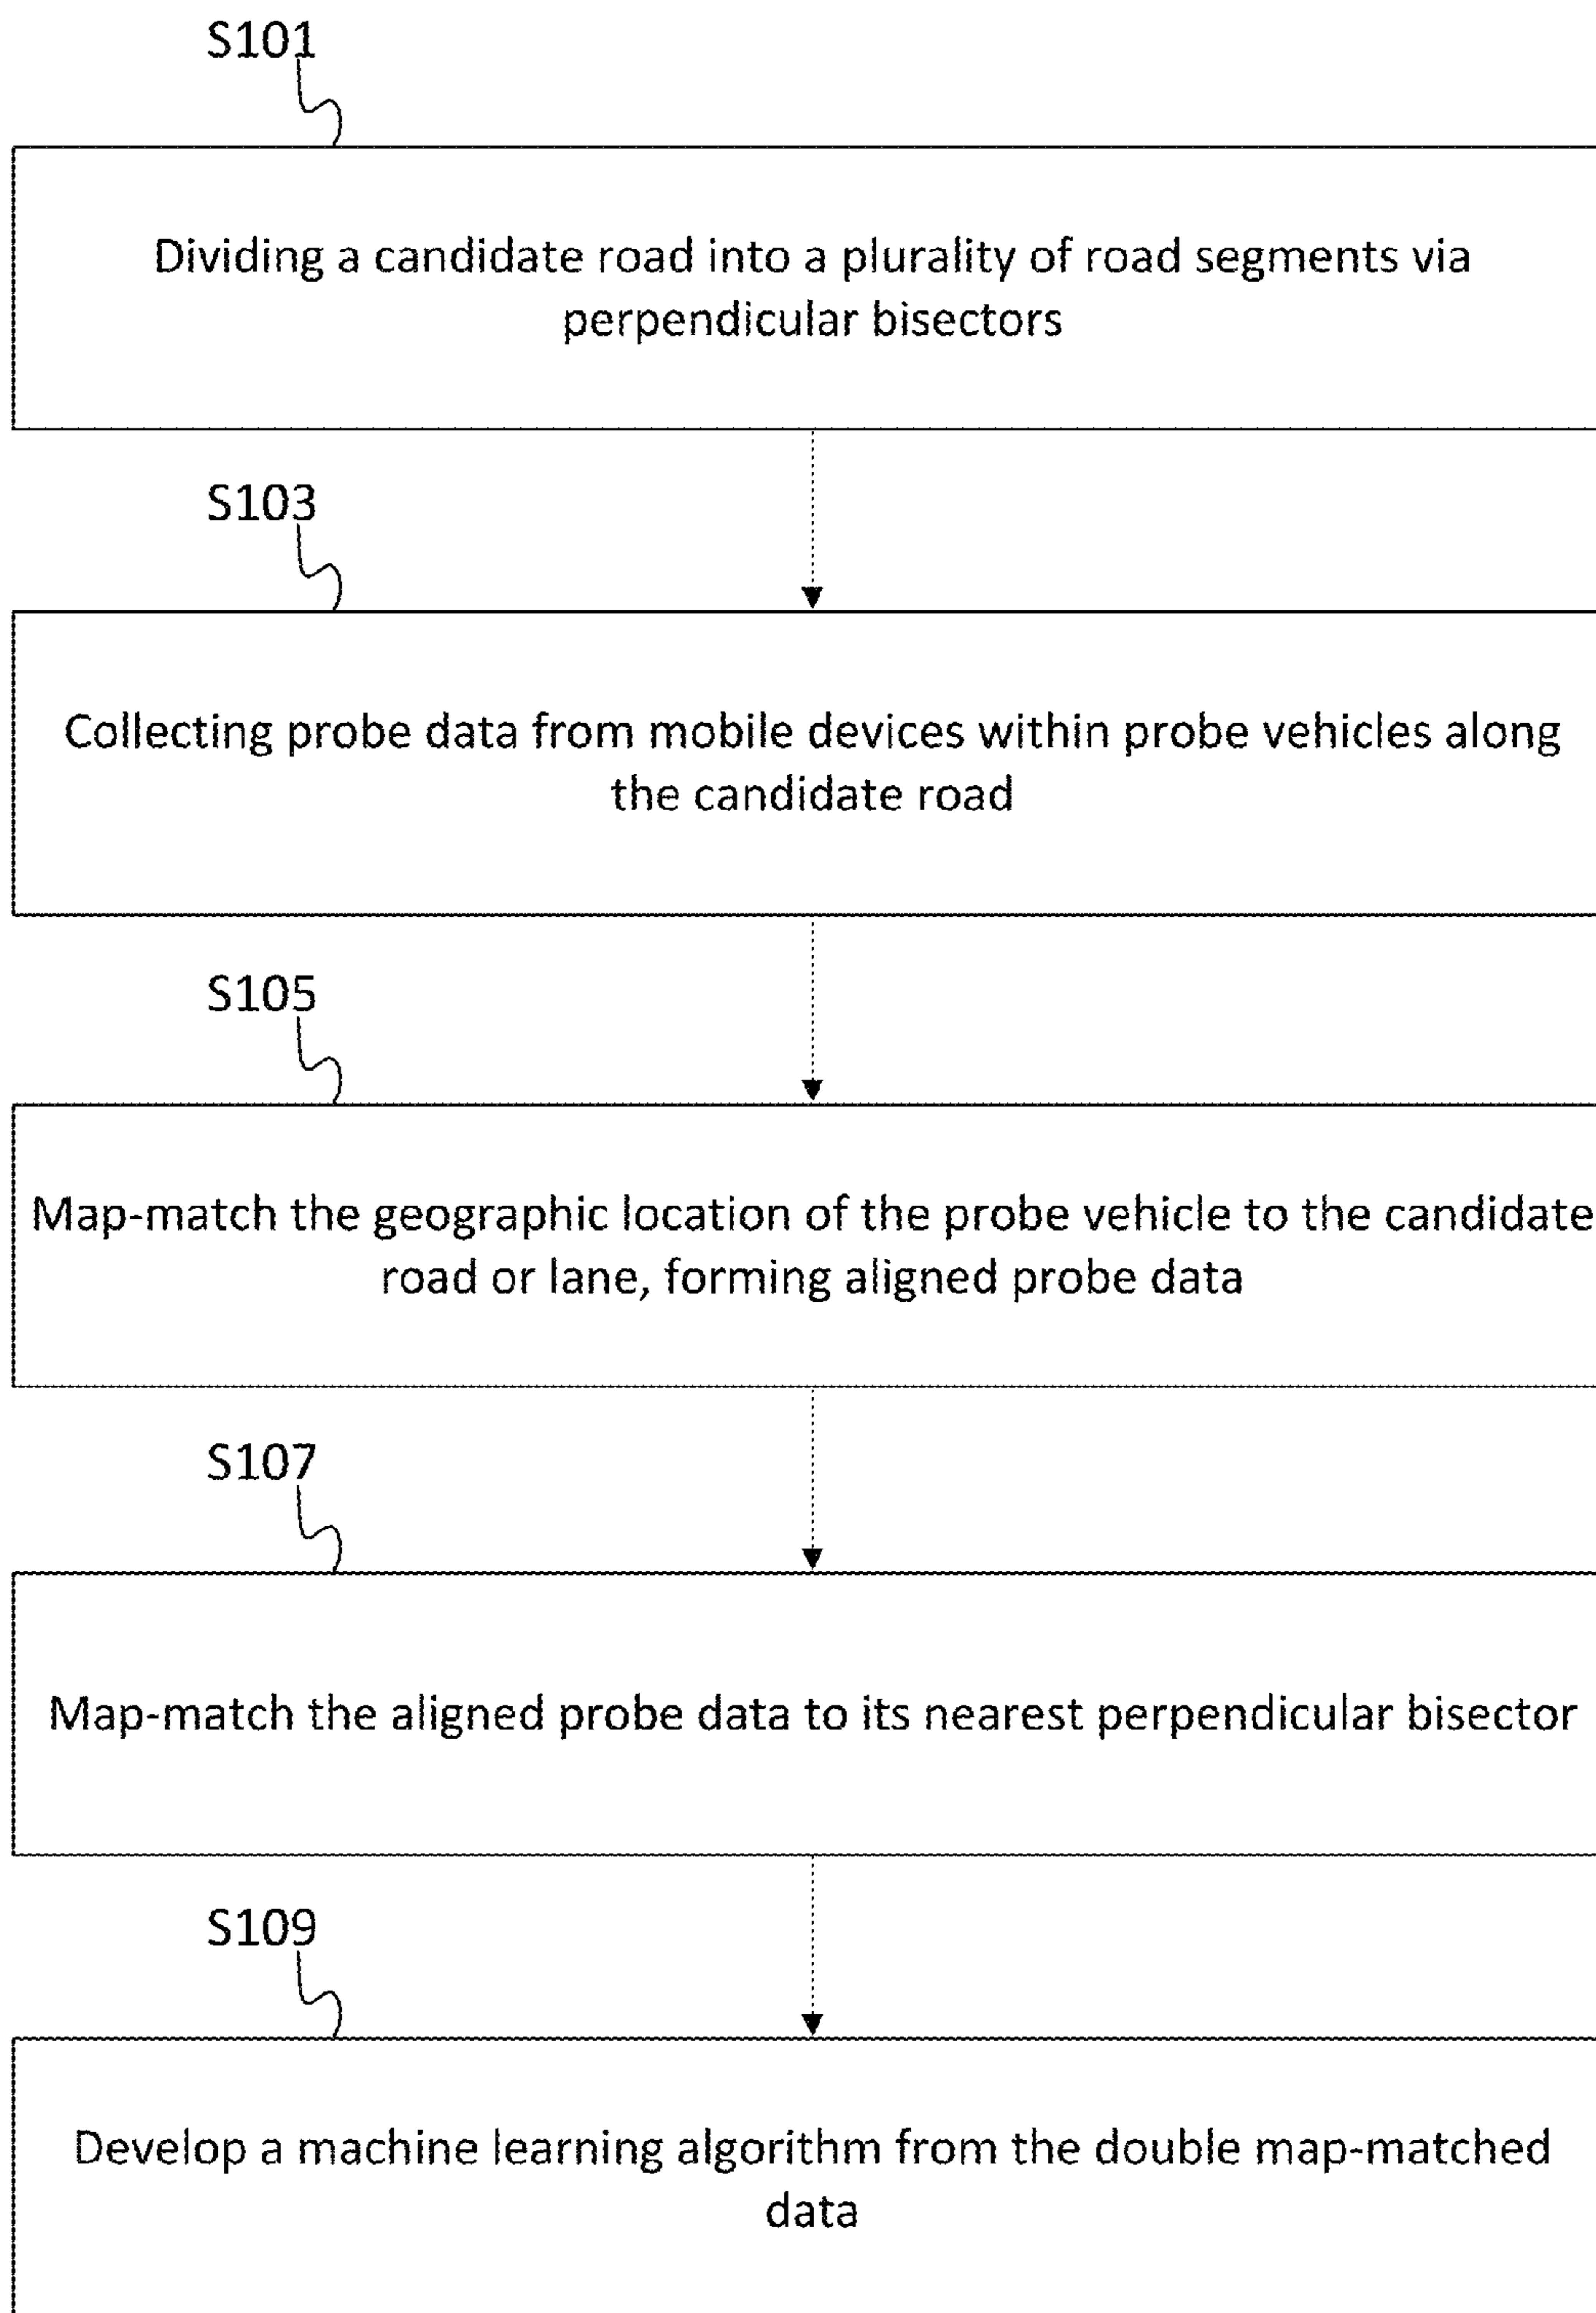 S101
Dividing a candidate road into a plurality of road segments via
perpendicular bisectors
S103
Collecting probe data from mobile devices within probe vehicles along
the candidate road
S105
Map-match the geographic location of the probe vehicle to the candidate
road or lane, forming aligned probe data
S107
Map-match the aligned probe data to its nearest perpendicular bisector
S109
Develop a machine learning algorithm from the double map-matched
data